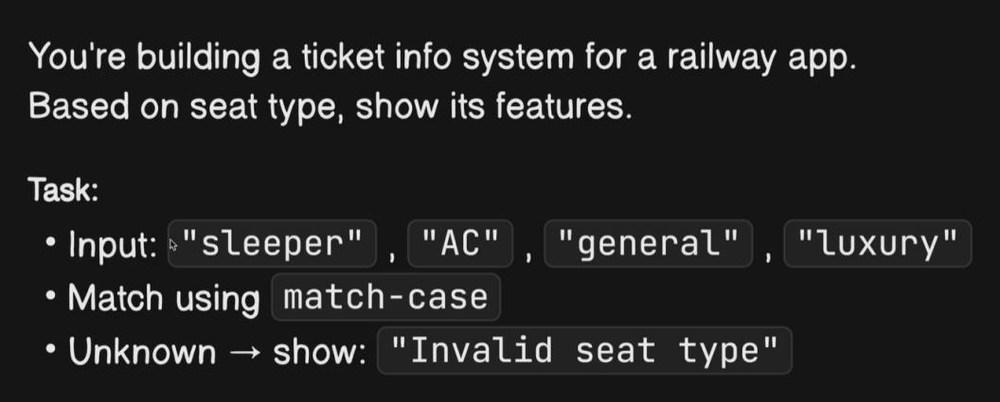 You're building a ticket info system for a railway app.
Based on seat type, show its features.
Task:
• Input: "sleeper" , "AC" , "general" , "luxury"
• Match using match-case
• Unknown → show: "Invalid seat type"